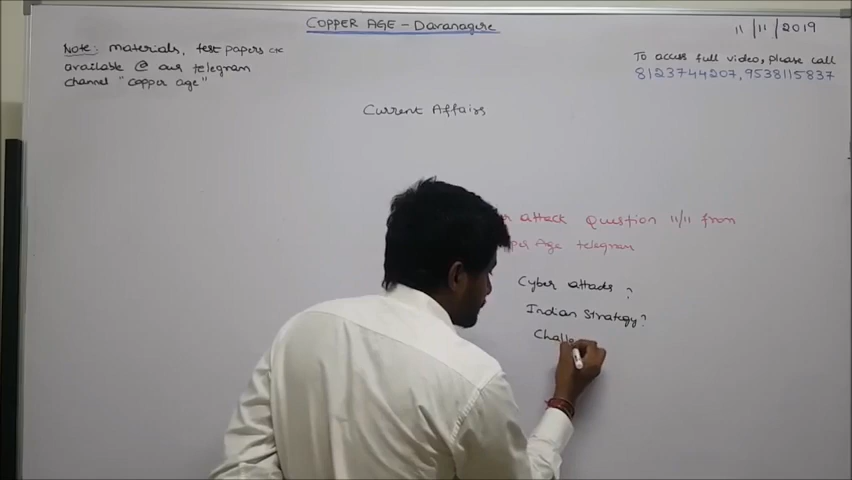 COPPER AGE - Davanagere
11/11/2019
Note: materials, test papers etc
available @ our telegram
channel "copper age"
To access full video, please call
8123744207, 9538115837
Current Affairs
attack Question 11/11 from
Age telegram
Cyber attacks ?
Indian Strategy?
Challe